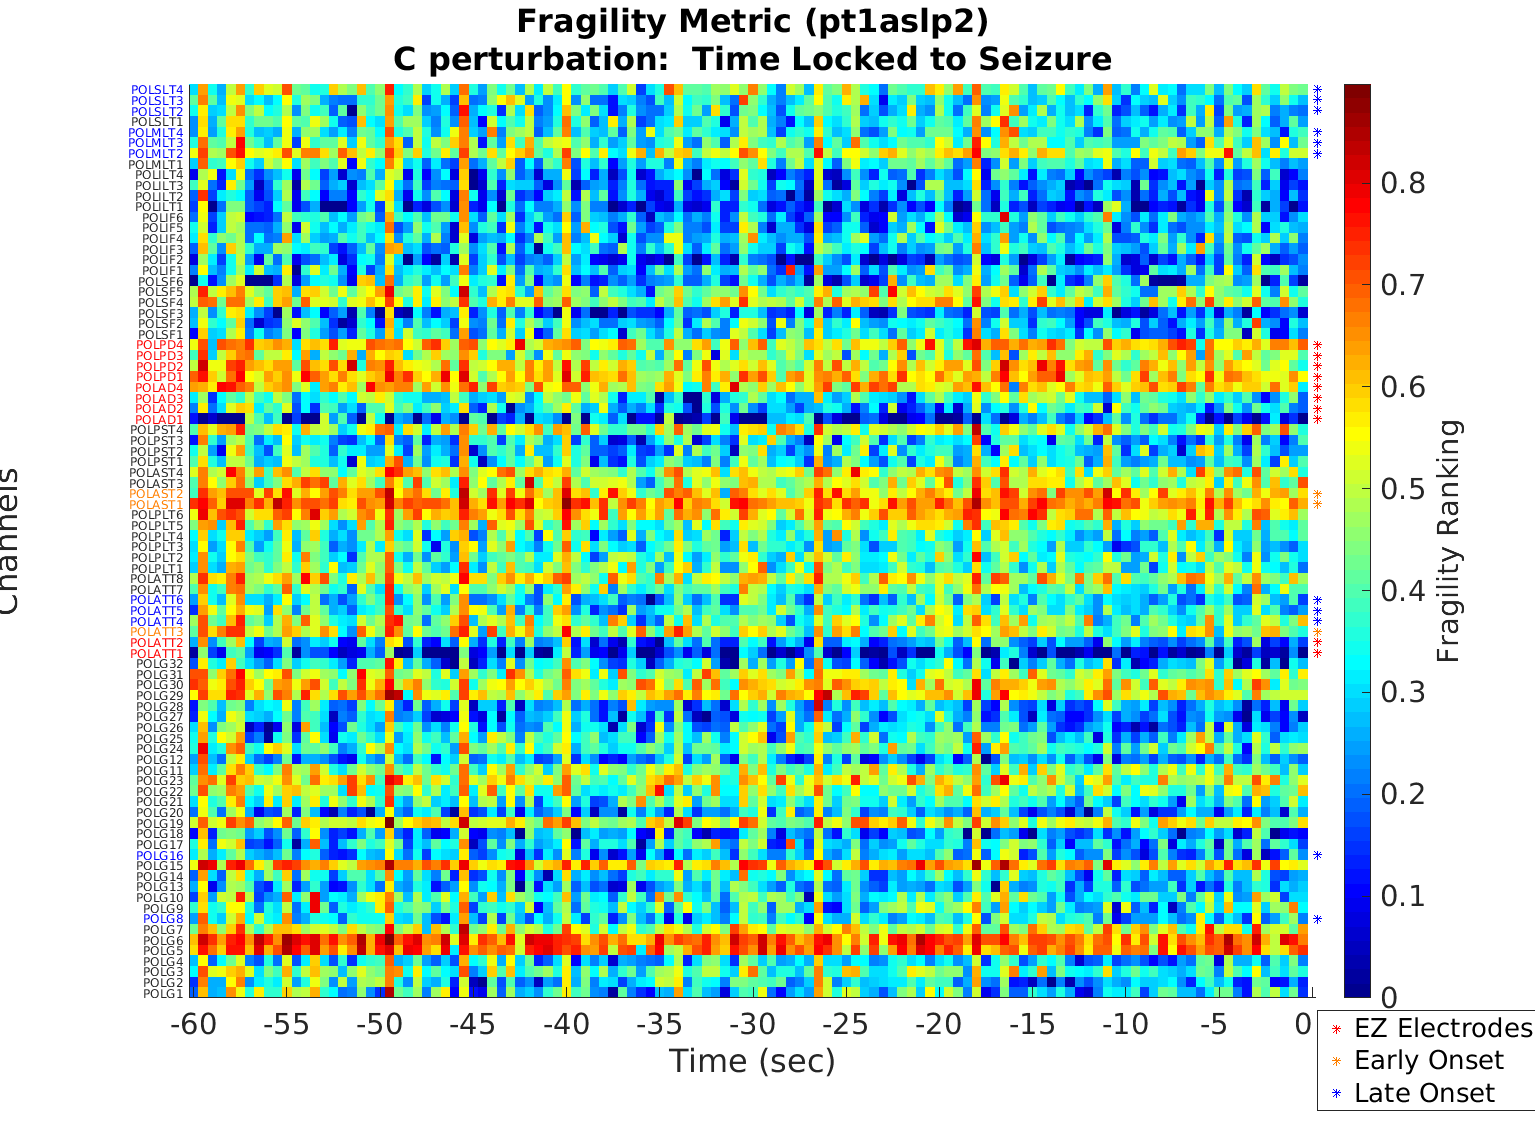 Fragility Metric (pt1aslp2)
C perturbation:  Time Locked to Seizure
Channels
POLSLT4
POLSLT3
POLSLT2
POLSLT1
POLMLT4
POLMLT3
POLMLT2
POLMLT1
POLILT4
POLILT3
POLILT2
POLILT1
POLIF6
POLIF5
POLIF4
POLIF3
POLIF2
POLIF1
POLSF6
POLSF5
POLSF4
POLSF3
POLSF2
POLSF1
POLPD4
POLPD3
POLPD2
POLPD1
POLAD4
POLAD3
POLAD2
POLAD1
POLPST4
POLPST3
POLPST2
POLPST1
POLAST4
POLAST3
POLAST2
POLAST1
POLPLT6
POLPLT5
POLPLT4
POLPLT3
POLPLT2
POLPLT1
POLATT8
POLATT7
POLATT6
POLATT5
POLATT4
POLATT3
POLATT2
POLATT1
POLG32
POLG31
POLG30
POLG29
POLG28
POLG27
POLG26
POLG25
POLG24
POLG12
POLG11
POLG23
POLG22
POLG21
POLG20
POLG19
POLG18
POLG17
POLG16
POLG15
POLG14
POLG13
POLG10
POLG9
POLG8
POLG7
POLG6
POLG5
POLG4
POLG3
POLG2
POLG1
-60 -55 -50 -45 -40 -35 -30 -25 -20 -15 -10 -5 0
Time (sec)
0.8
0.7
0.6
0.5
0.4
0.3
0.2
0.1
0
Fragility Ranking
EZ Electrodes
Early Onset
Late Onset